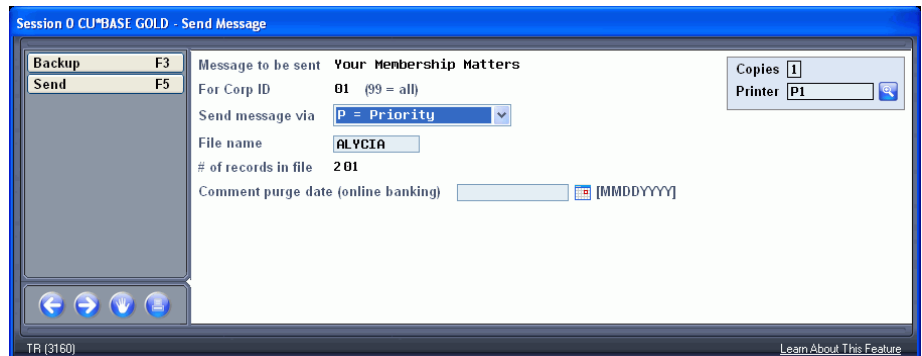 Session 0 CU*BASE GOLD - Send Message
Backup F3
Send F5
Message to be sent Your Membership Matters
For Corp ID 01 (99 = all)
Send message via P = Priority
File name ALYCIA
# of records in file 201
Comment purge date (online banking) [MMDDYYYY]
Copies 1
Printer P1
TR (3160)
Learn About This Feature